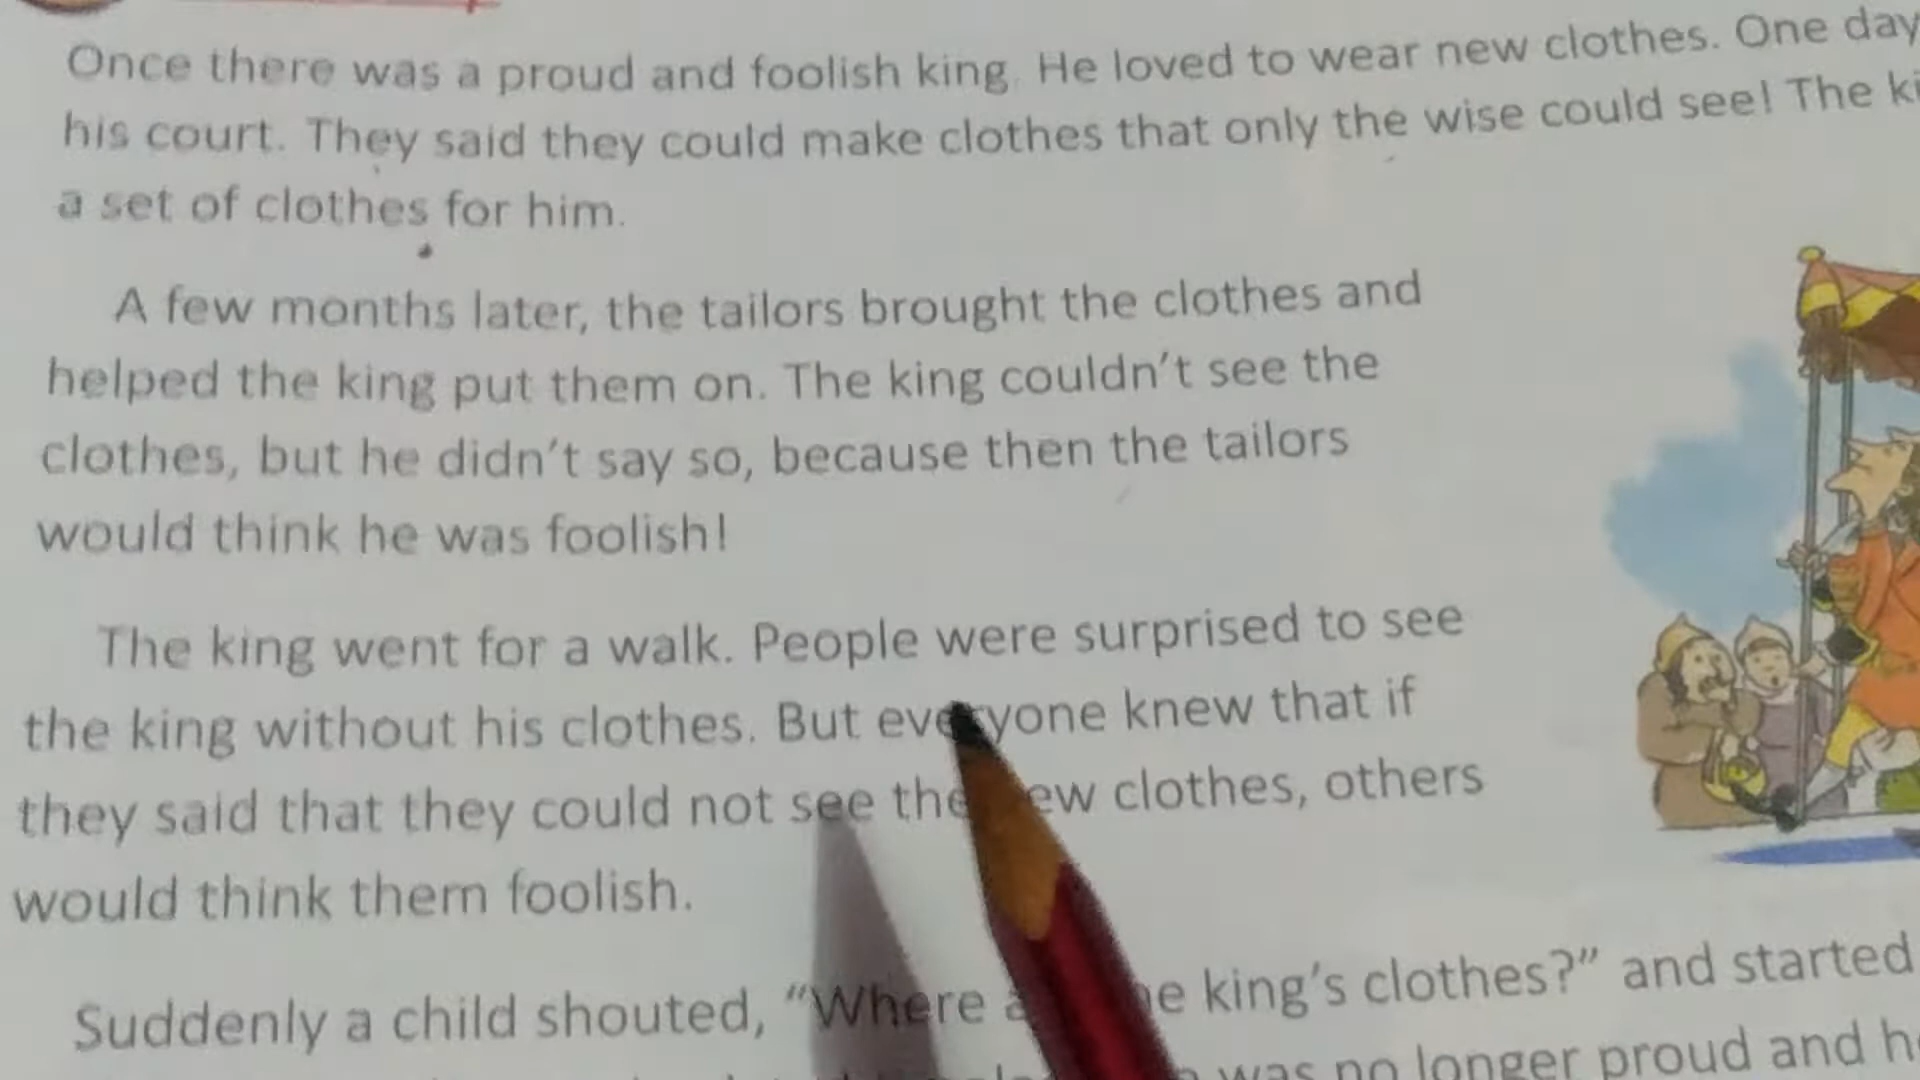 Once there was a proud and foolish king. He loved to wear new clothes. One day
his court. They said they could make clothes that only the wise could see! The
a set of clothes for him.
A few months later, the tailors brought the clothes and
helped the king put them on. The king couldn't see the
clothes, but he didn't say so, because then the tailors
would think he was foolish!
The king went for a walk. People were surprised to see
the king without his clothes. But everyone knew that if
they said that they could not see the new clothes, others
would think them foolish.
Suddenly a child shouted, "Where king's clothes?" and started
was no longer proud and